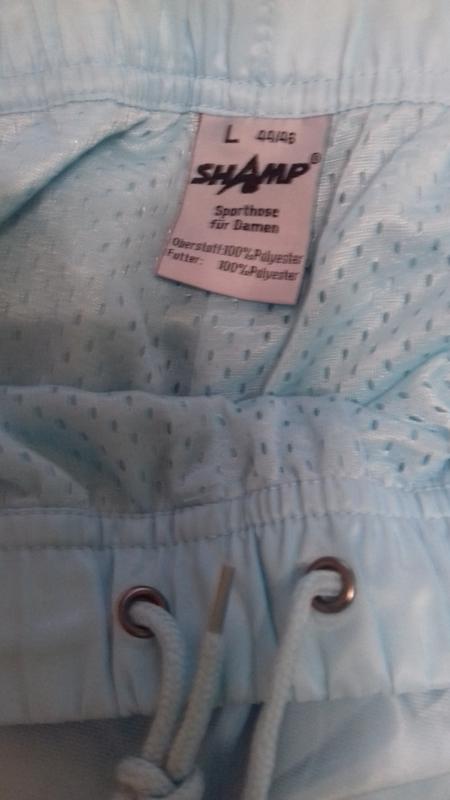 L 44/46
SHAMP®
Sporthose
für Damen
Oberstoff:100%Polyester
Futter: 100%Polyester